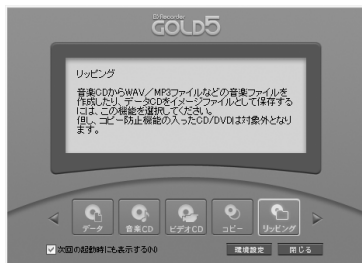 B's Recorder
GOLD5
リッピング
音楽CDからWAV／MP3ファイルなどの音楽ファイルを
作成したり、データCDをイメージファイルとして保存する
には、この機能を選択してください。
但し、コピー防止機能の入ったCD/DVDは対象外となり
ます。
データ 音楽CD ビデオCD コピー リッピング
次回の起動時にも表示する(N) 環境設定 閉じる